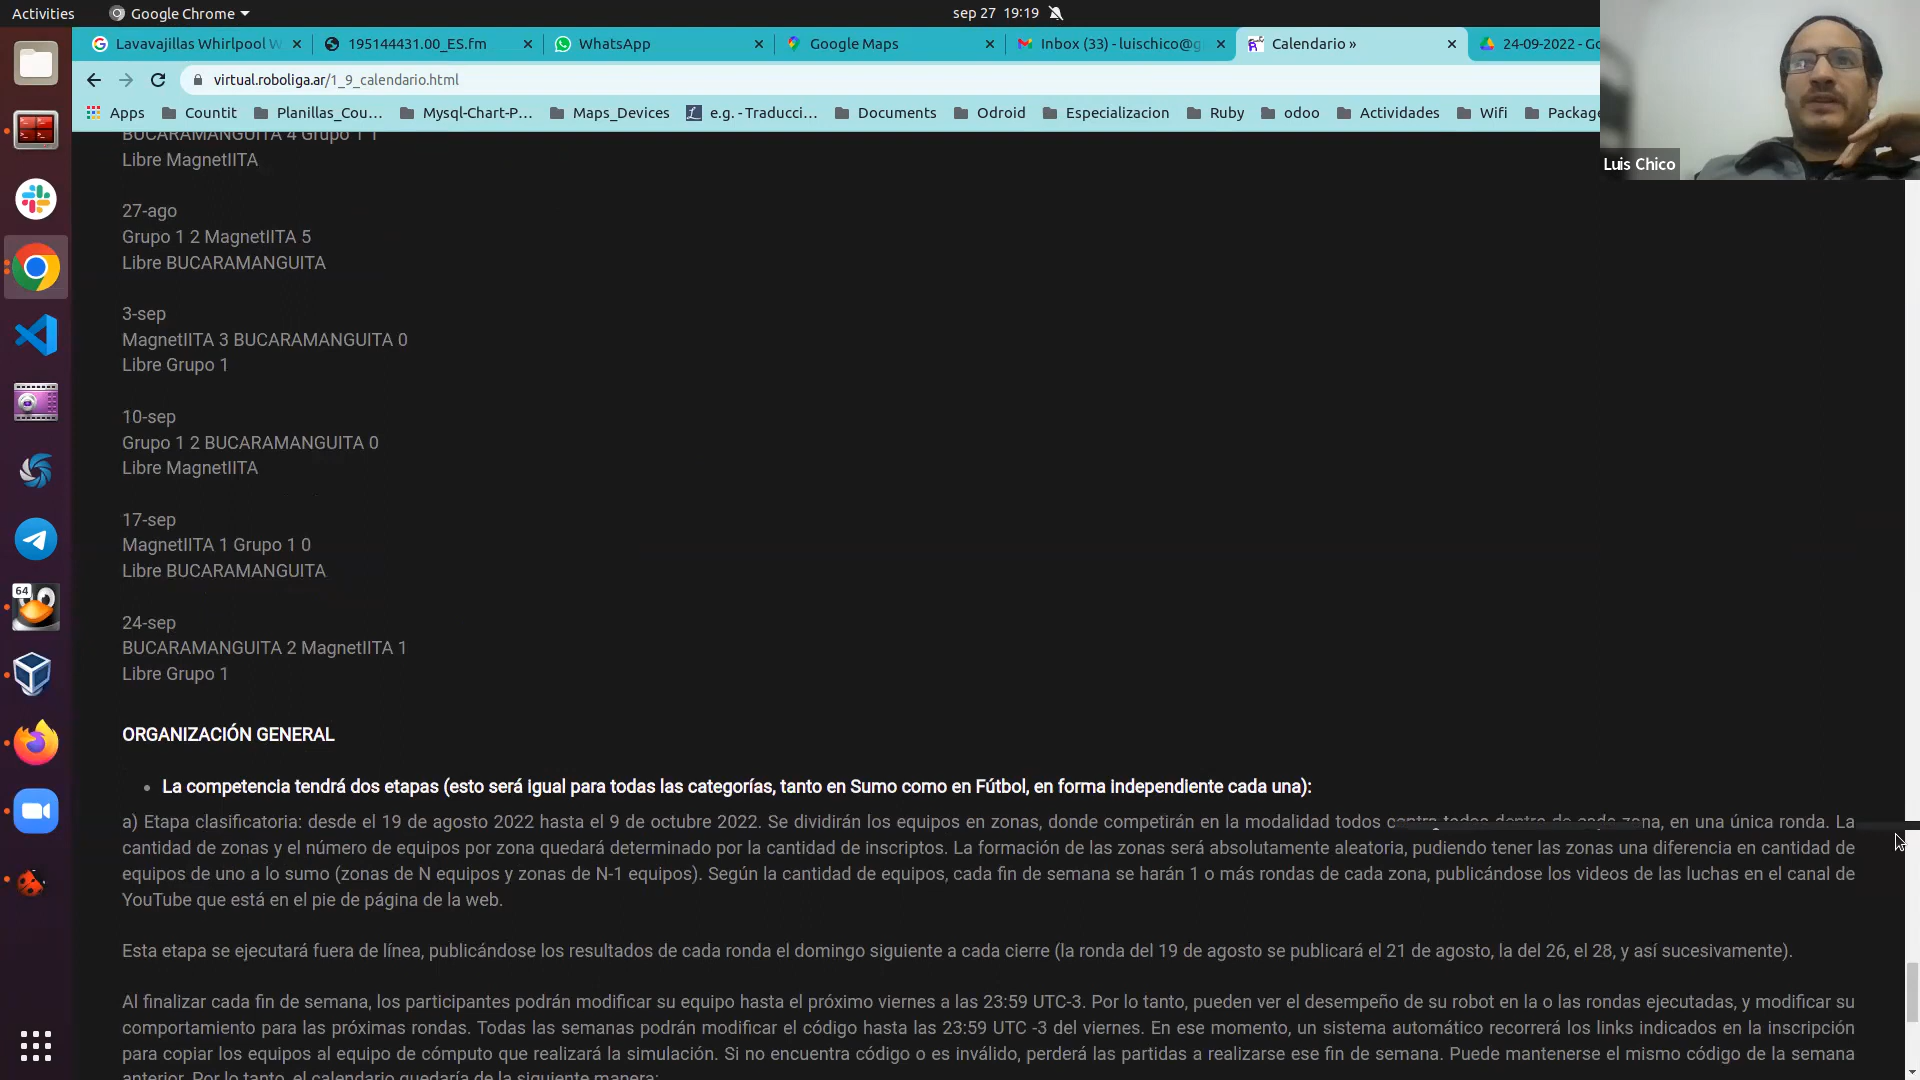 Activities
Google Chrome
sep 27 19:19
Lavavajillas Whirlpool W
195144431.00_ES.fm
WhatsApp
Google Maps
Inbox (33) - luischico@g
Calendario »
24-09-2022 - Go
virtual.roboliga.ar/1_9_calendario.html
Apps
Countit
Planillas_Cou...
Mysql-Chart-P...
Maps_Devices
e.g. - Traducci...
Documents
Odroid
Especializacion
Ruby
odoo
Actividades
Wifi
Package
Luis Chico
64
BUCARAMANGUITA 4 Grupo 1 1
Libre MagnetIITA
27-ago
Grupo 1 2 MagnetIITA 5
Libre BUCARAMANGUITA
3-sep
MagnetIITA 3 BUCARAMANGUITA 0
Libre Grupo 1
10-sep
Grupo 1 2 BUCARAMANGUITA 0
Libre MagnetIITA
17-sep
MagnetIITA 1 Grupo 1 0
Libre BUCARAMANGUITA
24-sep
BUCARAMANGUITA 2 MagnetIITA 1
Libre Grupo 1
ORGANIZACIÓN GENERAL
La competencia tendrá dos etapas (esto será igual para todas las categorías, tanto en Sumo como en Fútbol, en forma independiente cada una):
a) Etapa clasificatoria: desde el 19 de agosto 2022 hasta el 9 de octubre 2022. Se dividirán los equipos en zonas, donde competirán en la modalidad todos contra todos dentro de cada zona, en una única ronda. La
cantidad de zonas y el número de equipos por zona quedará determinado por la cantidad de inscriptos. La formación de las zonas será absolutamente aleatoria, pudiendo tener las zonas una diferencia en cantidad de
equipos de uno a lo sumo (zonas de N equipos y zonas de N-1 equipos). Según la cantidad de equipos, cada fin de semana se harán 1 o más rondas de cada zona, publicándose los videos de las luchas en el canal de
YouTube que está en el pie de página de la web.
Esta etapa se ejecutará fuera de línea, publicándose los resultados de cada ronda el domingo siguiente a cada cierre (la ronda del 19 de agosto se publicará el 21 de agosto, la del 26, el 28, y así sucesivamente).
Al finalizar cada fin de semana, los participantes podrán modificar su equipo hasta el próximo viernes a las 23:59 UTC-3. Por lo tanto, pueden ver el desempeño de su robot en la o las rondas ejecutadas, y modificar su
comportamiento para las próximas rondas. Todas las semanas podrán modificar el código hasta las 23:59 UTC -3 del viernes. En ese momento, un sistema automático recorrerá los links indicados en la inscripción
para copiar los equipos al equipo de cómputo que realizará la simulación. Si no encuentra código o es inválido, perderá las partidas a realizarse ese fin de semana. Puede mantenerse el mismo código de la semana
anterior. Por lo tanto, el calendario quedaría de la siguiente manera: